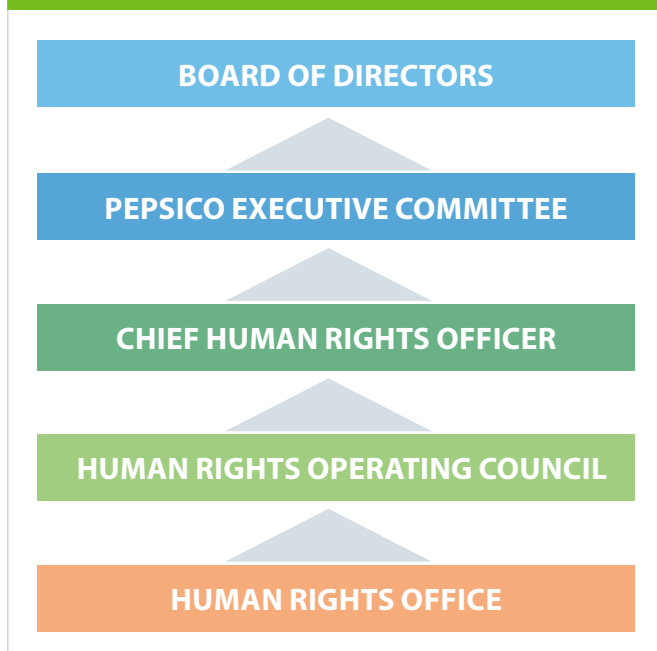 BOARD OF DIRECTORS
PEPSICO EXECUTIVE COMMITTEE
CHIEF HUMAN RIGHTS OFFICER
HUMAN RIGHTS OPERATING COUNCIL
HUMAN RIGHTS OFFICE